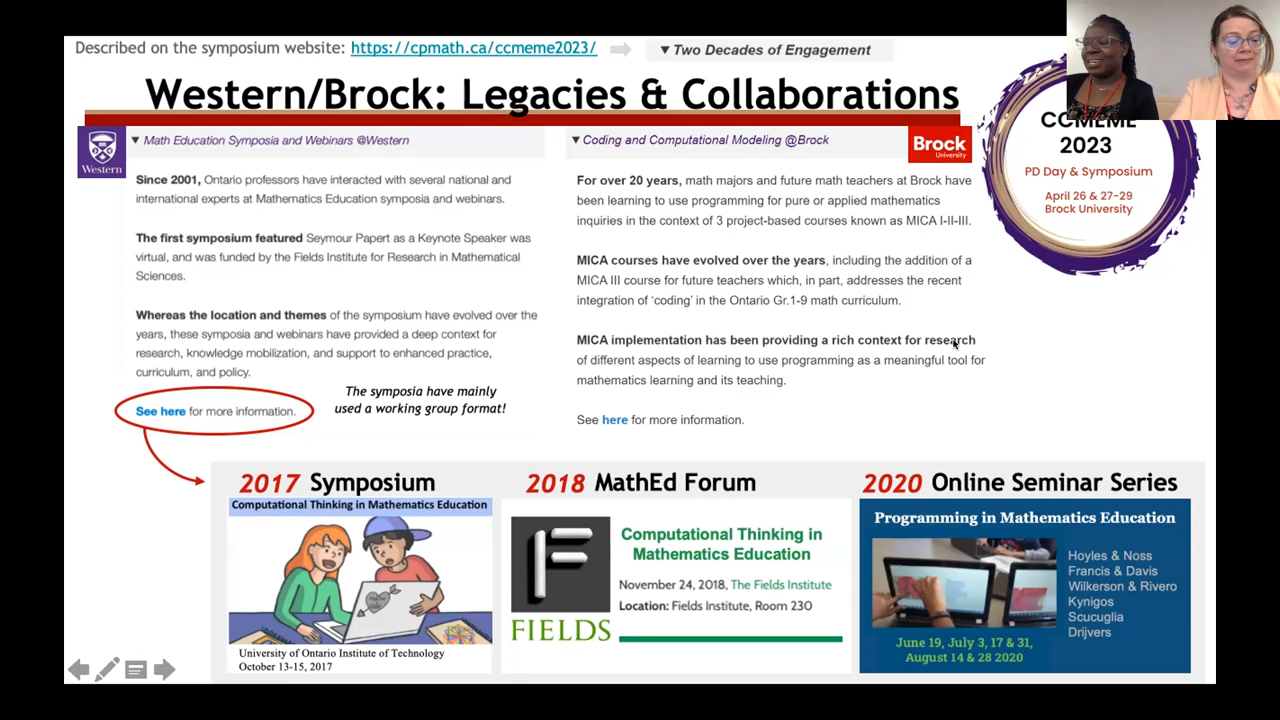 Described on the symposium website: https://cpmath.ca/ccmeme2023/
▼ Two Decades of Engagement
Western/Brock: Legacies & Collaborations
CCMEME
2023
PD Day & Symposium
April 26 & 27-29
Brock University
Western
▼ Math Education Symposia and Webinars @Western
Since 2001, Ontario professors have interacted with several national and
international experts at Mathematics Education symposia and webinars.
The first symposium featured Seymour Papert as a Keynote Speaker was
virtual, and was funded by the Fields Institute for Research in Mathematical
Sciences.
Whereas the location and themes of the symposium have evolved over the
years, these symposia and webinars have provided a deep context for
research, knowledge mobilization, and support to enhanced practice,
curriculum, and policy.
See here for more information.
The symposia have mainly
used a working group format!
▼ Coding and Computational Modeling @Brock
Brock
University
For over 20 years, math majors and future math teachers at Brock have
been learning to use programming for pure or applied mathematics
inquiries in the context of 3 project-based courses known as MICA I-II-III.
MICA courses have evolved over the years, including the addition of a
MICA III course for future teachers which, in part, addresses the recent
integration of ‘coding’ in the Ontario Gr.1-9 math curriculum.
MICA implementation has been providing a rich context for research
of different aspects of learning to use programming as a meaningful tool for
mathematics learning and its teaching.
See here for more information.
2017 Symposium
Computational Thinking in Mathematics Education
University of Ontario Institute of Technology
October 13-15, 2017
2018 MathEd Forum
F
FIELDS
Computational Thinking in
Mathematics Education
November 24, 2018, The Fields Institute
Location: Fields Institute, Room 230
2020 Online Seminar Series
Programming in Mathematics Education
Hoyles & Noss
Francis & Davis
Wilkerson & Rivero
Kynigos
Scucuglia
Drijvers
June 19, July 3, 17 & 31,
August 14 & 28 2020